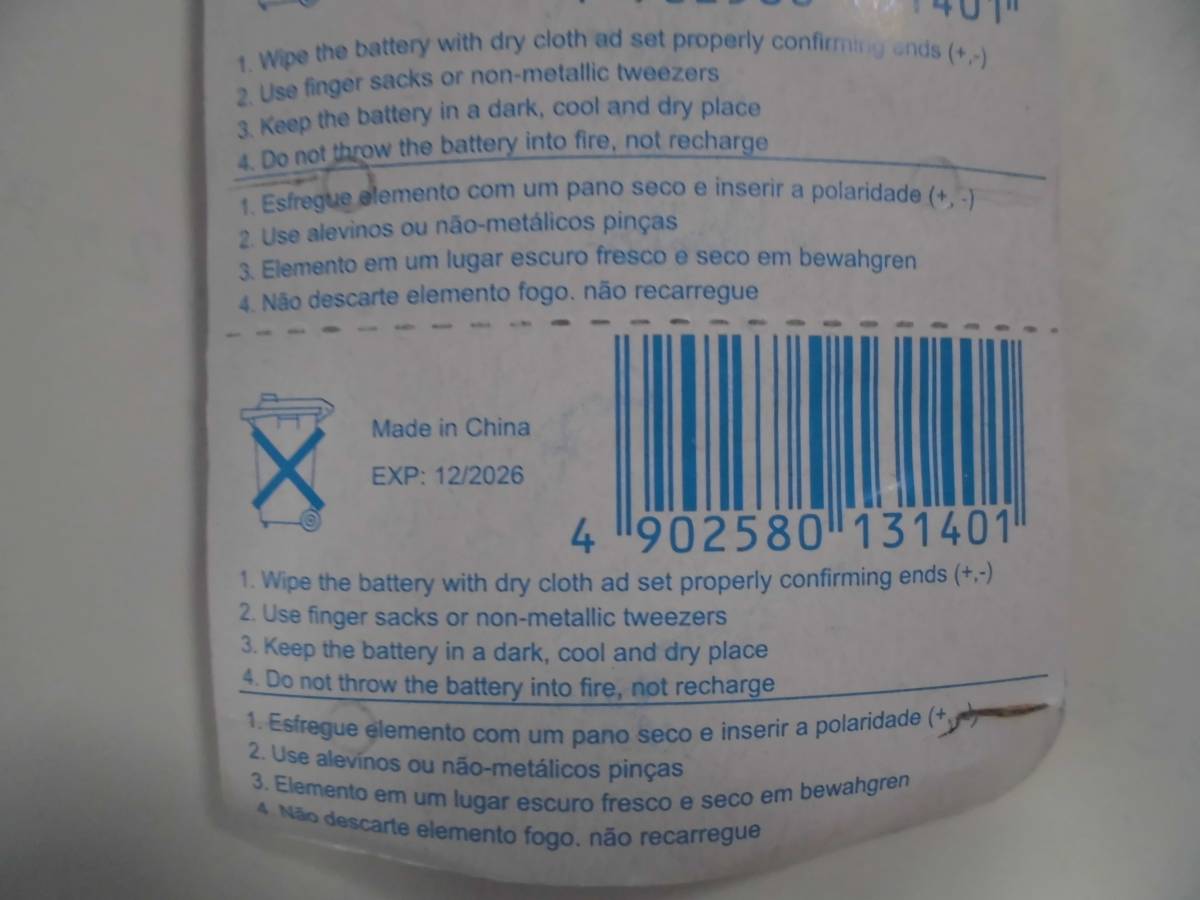 1401
1. Wipe the battery with dry cloth ad set properly confirming ends (+,-)
2. Use finger sacks or non-metallic tweezers
3. Keep the battery in a dark, cool and dry place
4. Do not throw the battery into fire, not recharge
1. Esfregue elemento com um pano seco e inserir a polaridade (+, -)
2. Use alevinos ou não-metálicos pinças
3. Elemento em um lugar escuro fresco e seco em bewahgren
4. Não descarte elemento fogo. não recarregue
Made in China
EXP: 12/2026
4 902580 131401
1. Wipe the battery with dry cloth ad set properly confirming ends (+,-)
2. Use finger sacks or non-metallic tweezers
3. Keep the battery in a dark, cool and dry place
4. Do not throw the battery into fire, not recharge
1. Esfregue elemento com um pano seco e inserir a polaridade (+,-)
2. Use alevinos ou não-metálicos pinças
3. Elemento em um lugar escuro fresco e seco em bewahgren
4 Não descarte elemento fogo. não recarregue